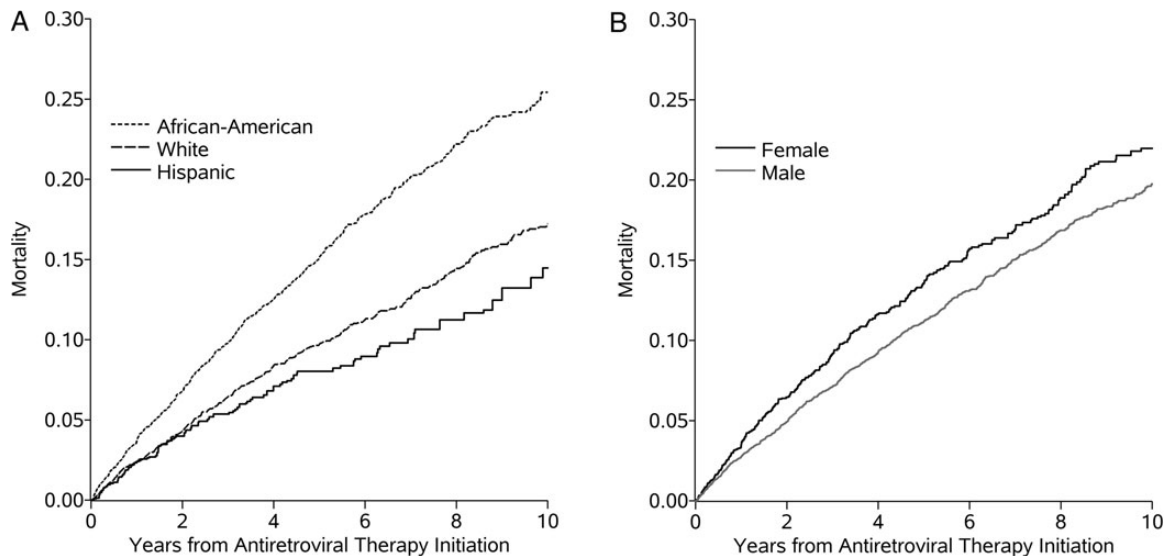 A
0.30
0.25
0.20
0.15
0.10
0.05
0.00
Mortality
African-American
White
Hispanic
0 2 4 6 8 10
Years from Antiretroviral Therapy Initiation
B
0.30
0.25
0.20
0.15
0.10
0.05
0.00
Mortality
Female
Male
0 2 4 6 8 10
Years from Antiretroviral Therapy Initiation